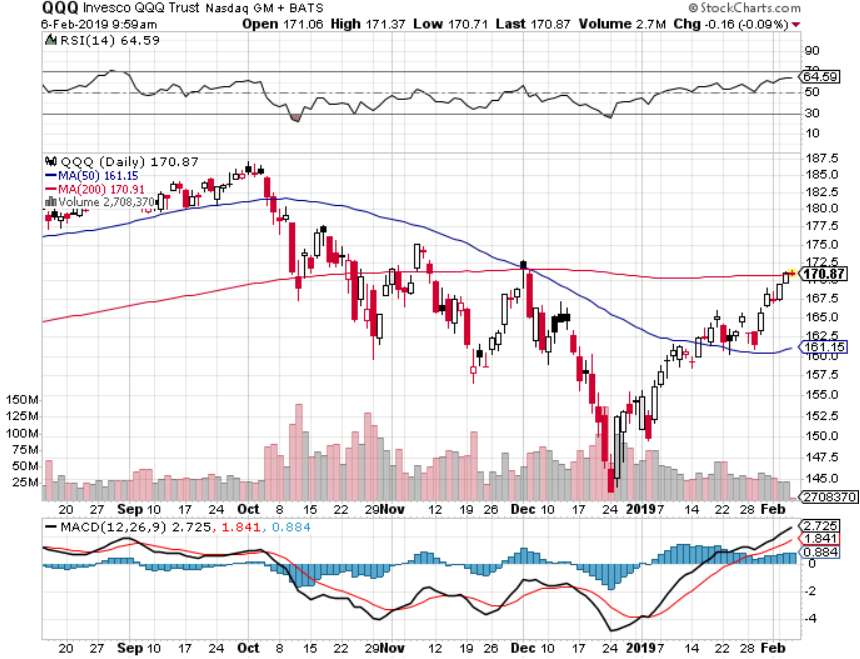 QQQ Invesco QQQ Trust Nasdaq GM + BATS
© StockCharts.com
6-Feb-2019 9:59am
Open 171.06 High 171.37 Low 170.71 Last 170.87 Volume 2.7M Chg -0.16 (-0.09%)
RSI(14) 64.59
90
64.59
50
30
10
QQQ (Daily) 170.87
MA(50) 161.15
MA(200) 170.91
Volume 2,708,370
187.5
185.0
182.5
180.0
177.5
175.0
172.5
170.87
167.5
165.0
162.5
161.15
160.0
157.5
155.0
152.5
150.0
147.5
145.0
2708370
150M
125M
100M
75M
50M
25M
20 27 Sep 10 17 24 Oct 8 15 22 Nov 12 19 26 Dec 10 17 24 2019 7 14 22 28 Feb
MACD(12,26,9) 2.725, 1.841, 0.884
2.725
1.841
0.884
0
-2
-4
20 27 Sep 10 17 24 Oct 8 15 22 Nov 12 19 26 Dec 10 17 24 2019 7 14 22 28 Feb